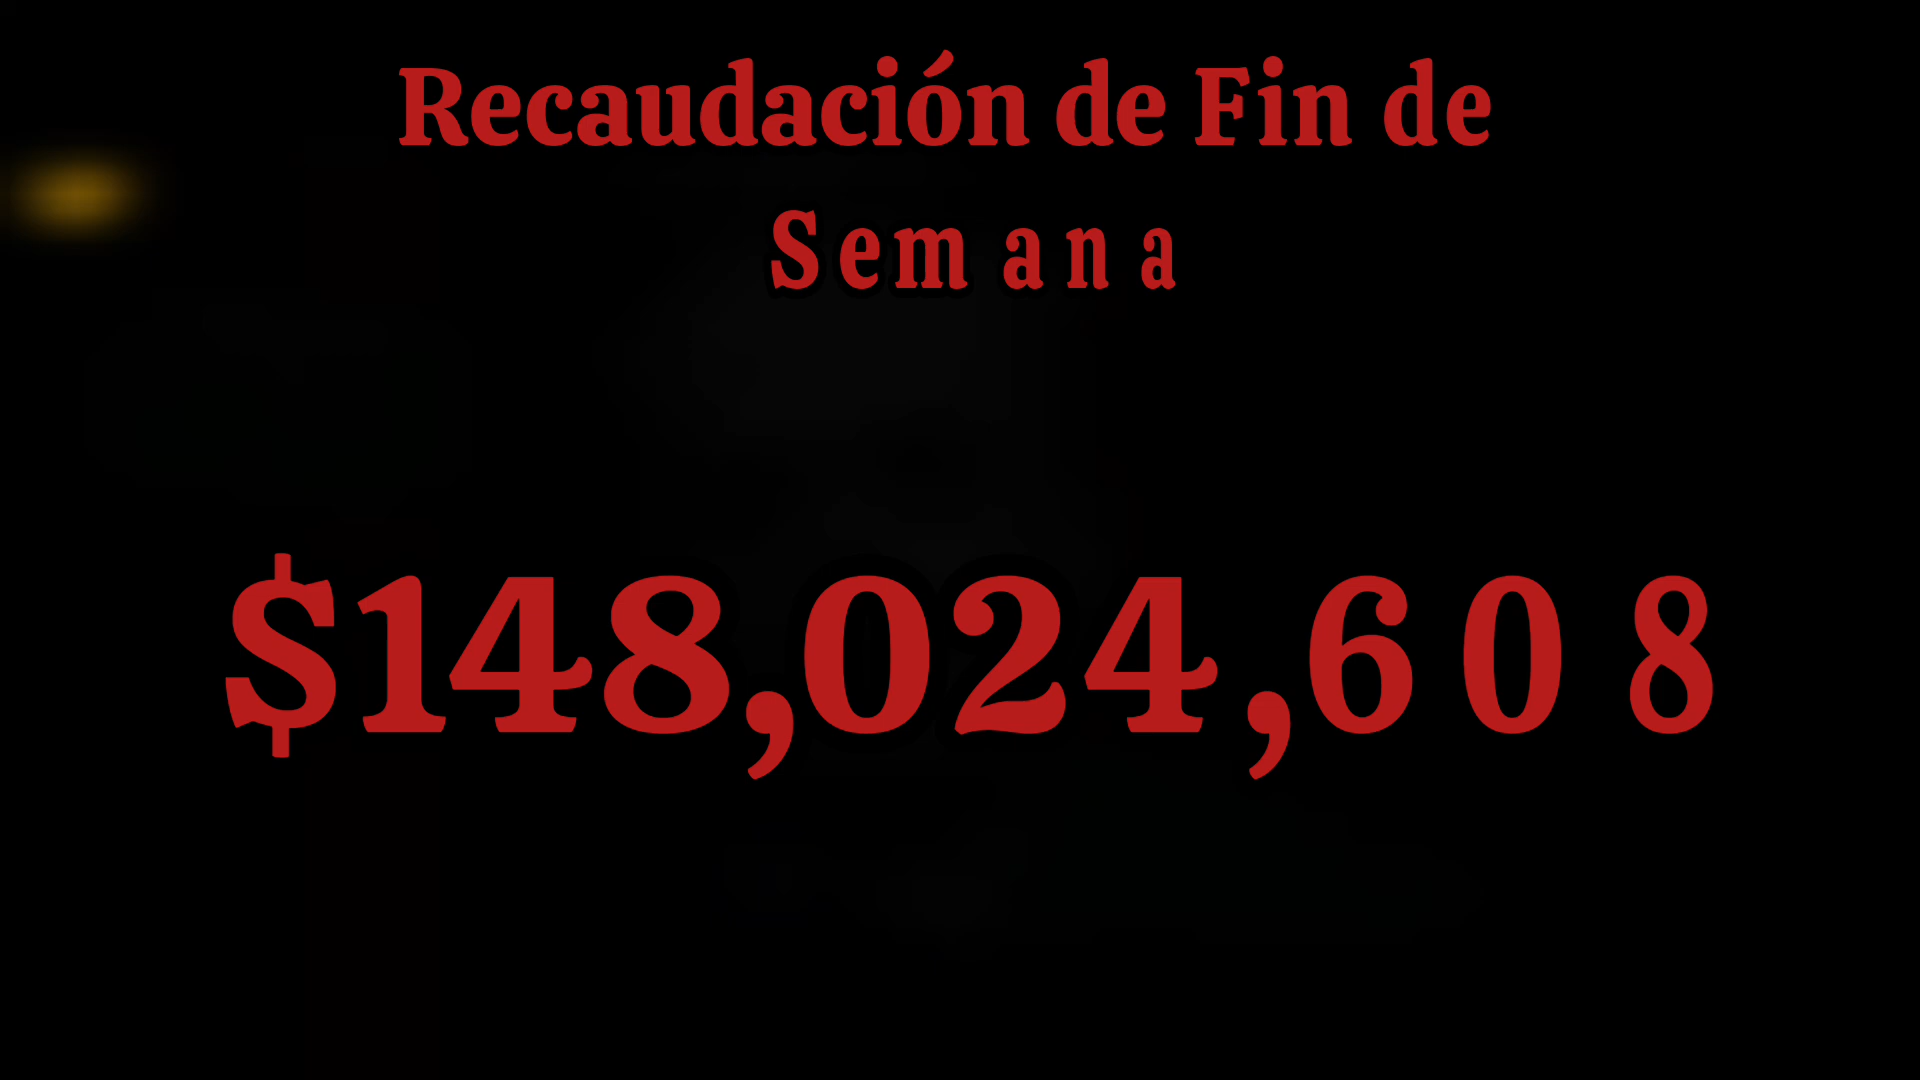 Recaudación de Fin de
Semana
$148,024,608